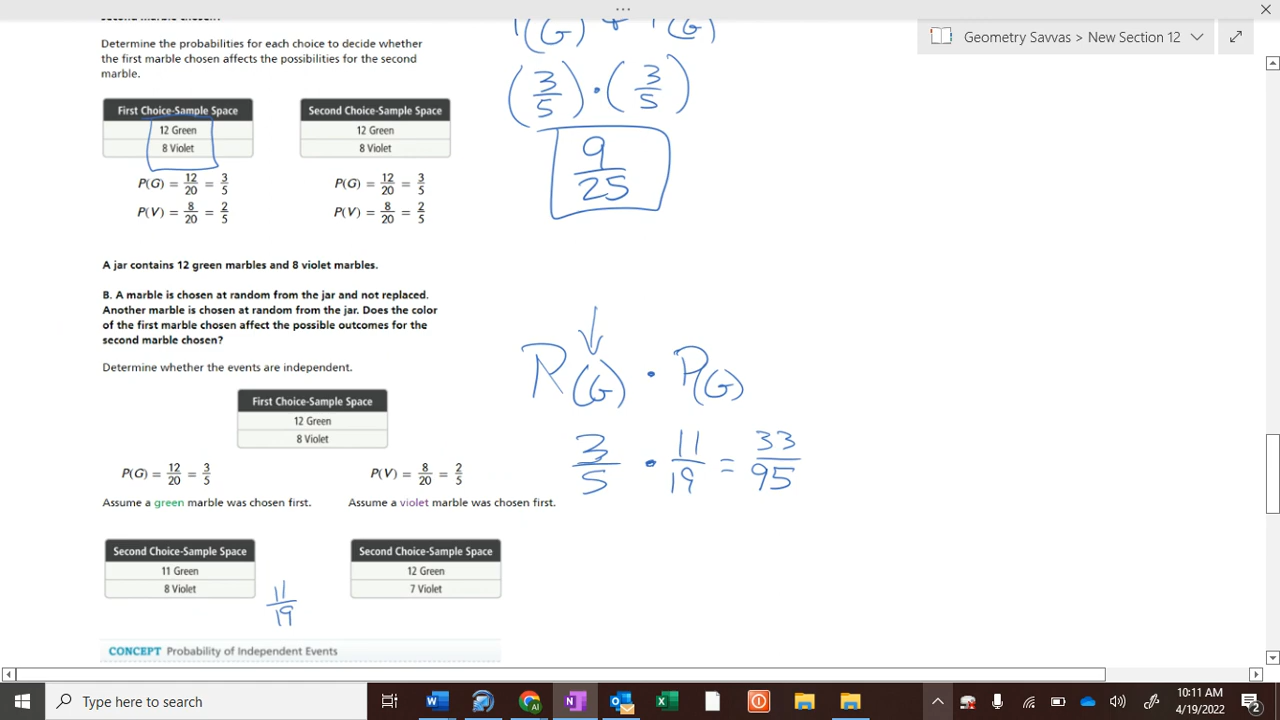 Geometry Savvas > New Section 12
P(G) P(G)
Determine the probabilities for each choice to decide whether
the first marble chosen affects the possibilities for the second
marble.
First Choice-Sample Space
12 Green
8 Violet
P(G) = 12/20 = 3/5
P(V) = 8/20 = 2/5
Second Choice-Sample Space
12 Green
8 Violet
P(G) = 12/20 = 3/5
P(V) = 8/20 = 2/5
(3/5) · (3/5)
9/25
A jar contains 12 green marbles and 8 violet marbles.
B. A marble is chosen at random from the jar and not replaced.
Another marble is chosen at random from the jar. Does the color
of the first marble chosen affect the possible outcomes for the
second marble chosen?
Determine whether the events are independent.
First Choice-Sample Space
12 Green
8 Violet
P(G) = 12/20 = 3/5
P(V) = 8/20 = 2/5
Assume a green marble was chosen first.
Assume a violet marble was chosen first.
Second Choice-Sample Space
11 Green
8 Violet
11/19
Second Choice-Sample Space
12 Green
7 Violet
P(G) · P(G)
3/5 · 11/19 = 33/95
CONCEPT Probability of Independent Events
Type here to search
10:11 AM
4/19/2022
2